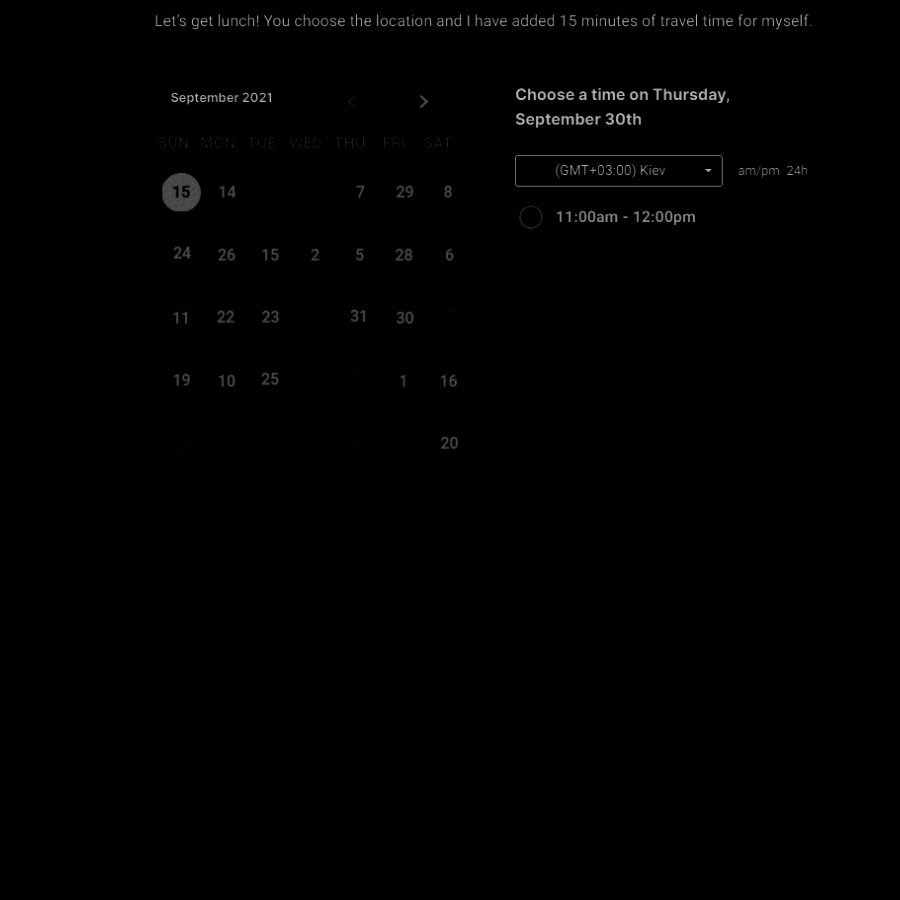 Let's get lunch! You choose the location and I have added 15 minutes of travel time for myself.
September 2021
SUN MON TUE WED THU FRI SAT
15 14 7 29 8
24 26 15 2 5 28 6
11 22 23 31 30
19 10 25 1 16
20
Choose a time on Thursday,
September 30th
(GMT+03:00) Kiev am/pm 24h
11:00am - 12:00pm